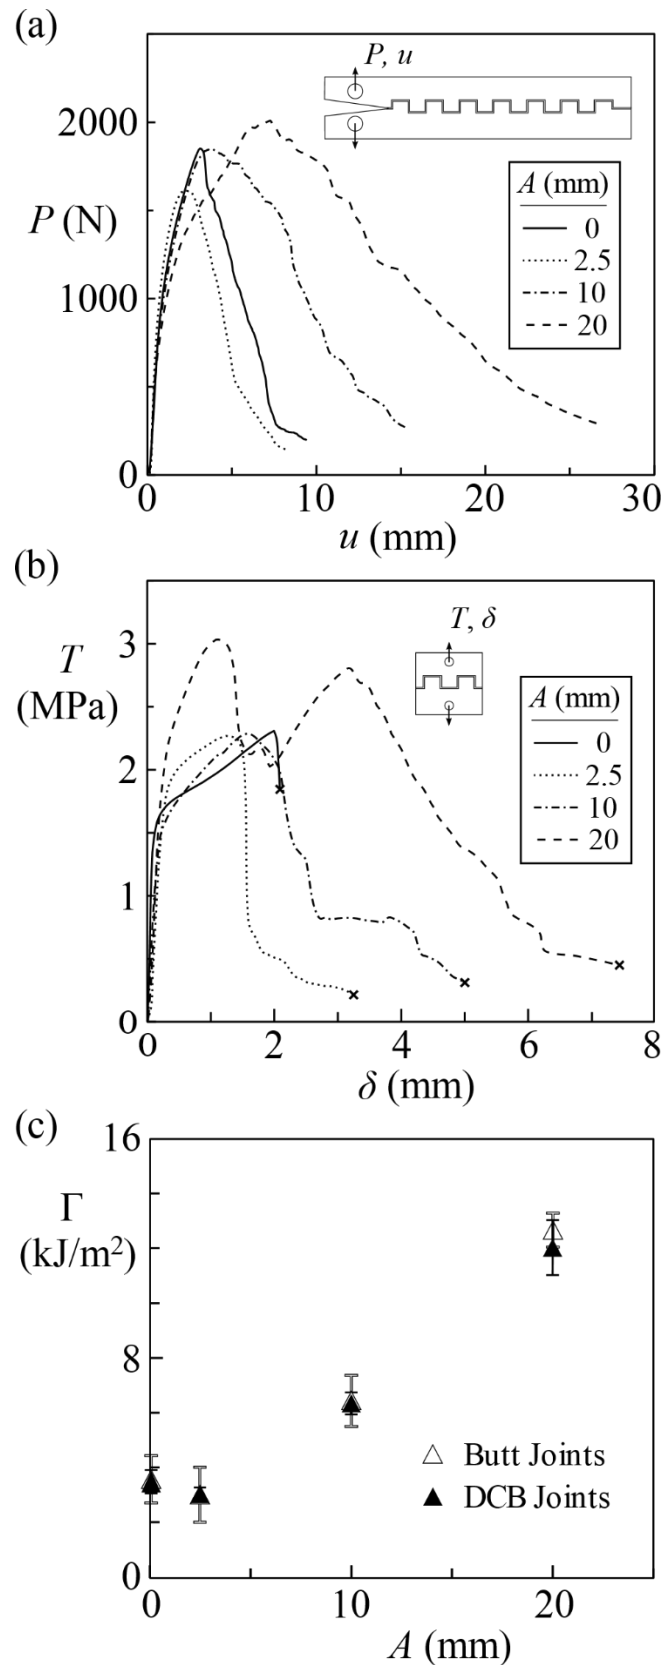 (a)
P, u
2000
A (mm)
P (N)
0
2.5
1000
10
20
0
0
10
20
30
u (mm)
(b)
T, δ
3
T
(MPa)
A (mm)
2
0
2.5
10
1
20
0
0
2
4
6
8
δ (mm)
(c)
16
Γ
(kJ/m²)
8
Butt Joints
DCB Joints
0
0
10
20
A (mm)